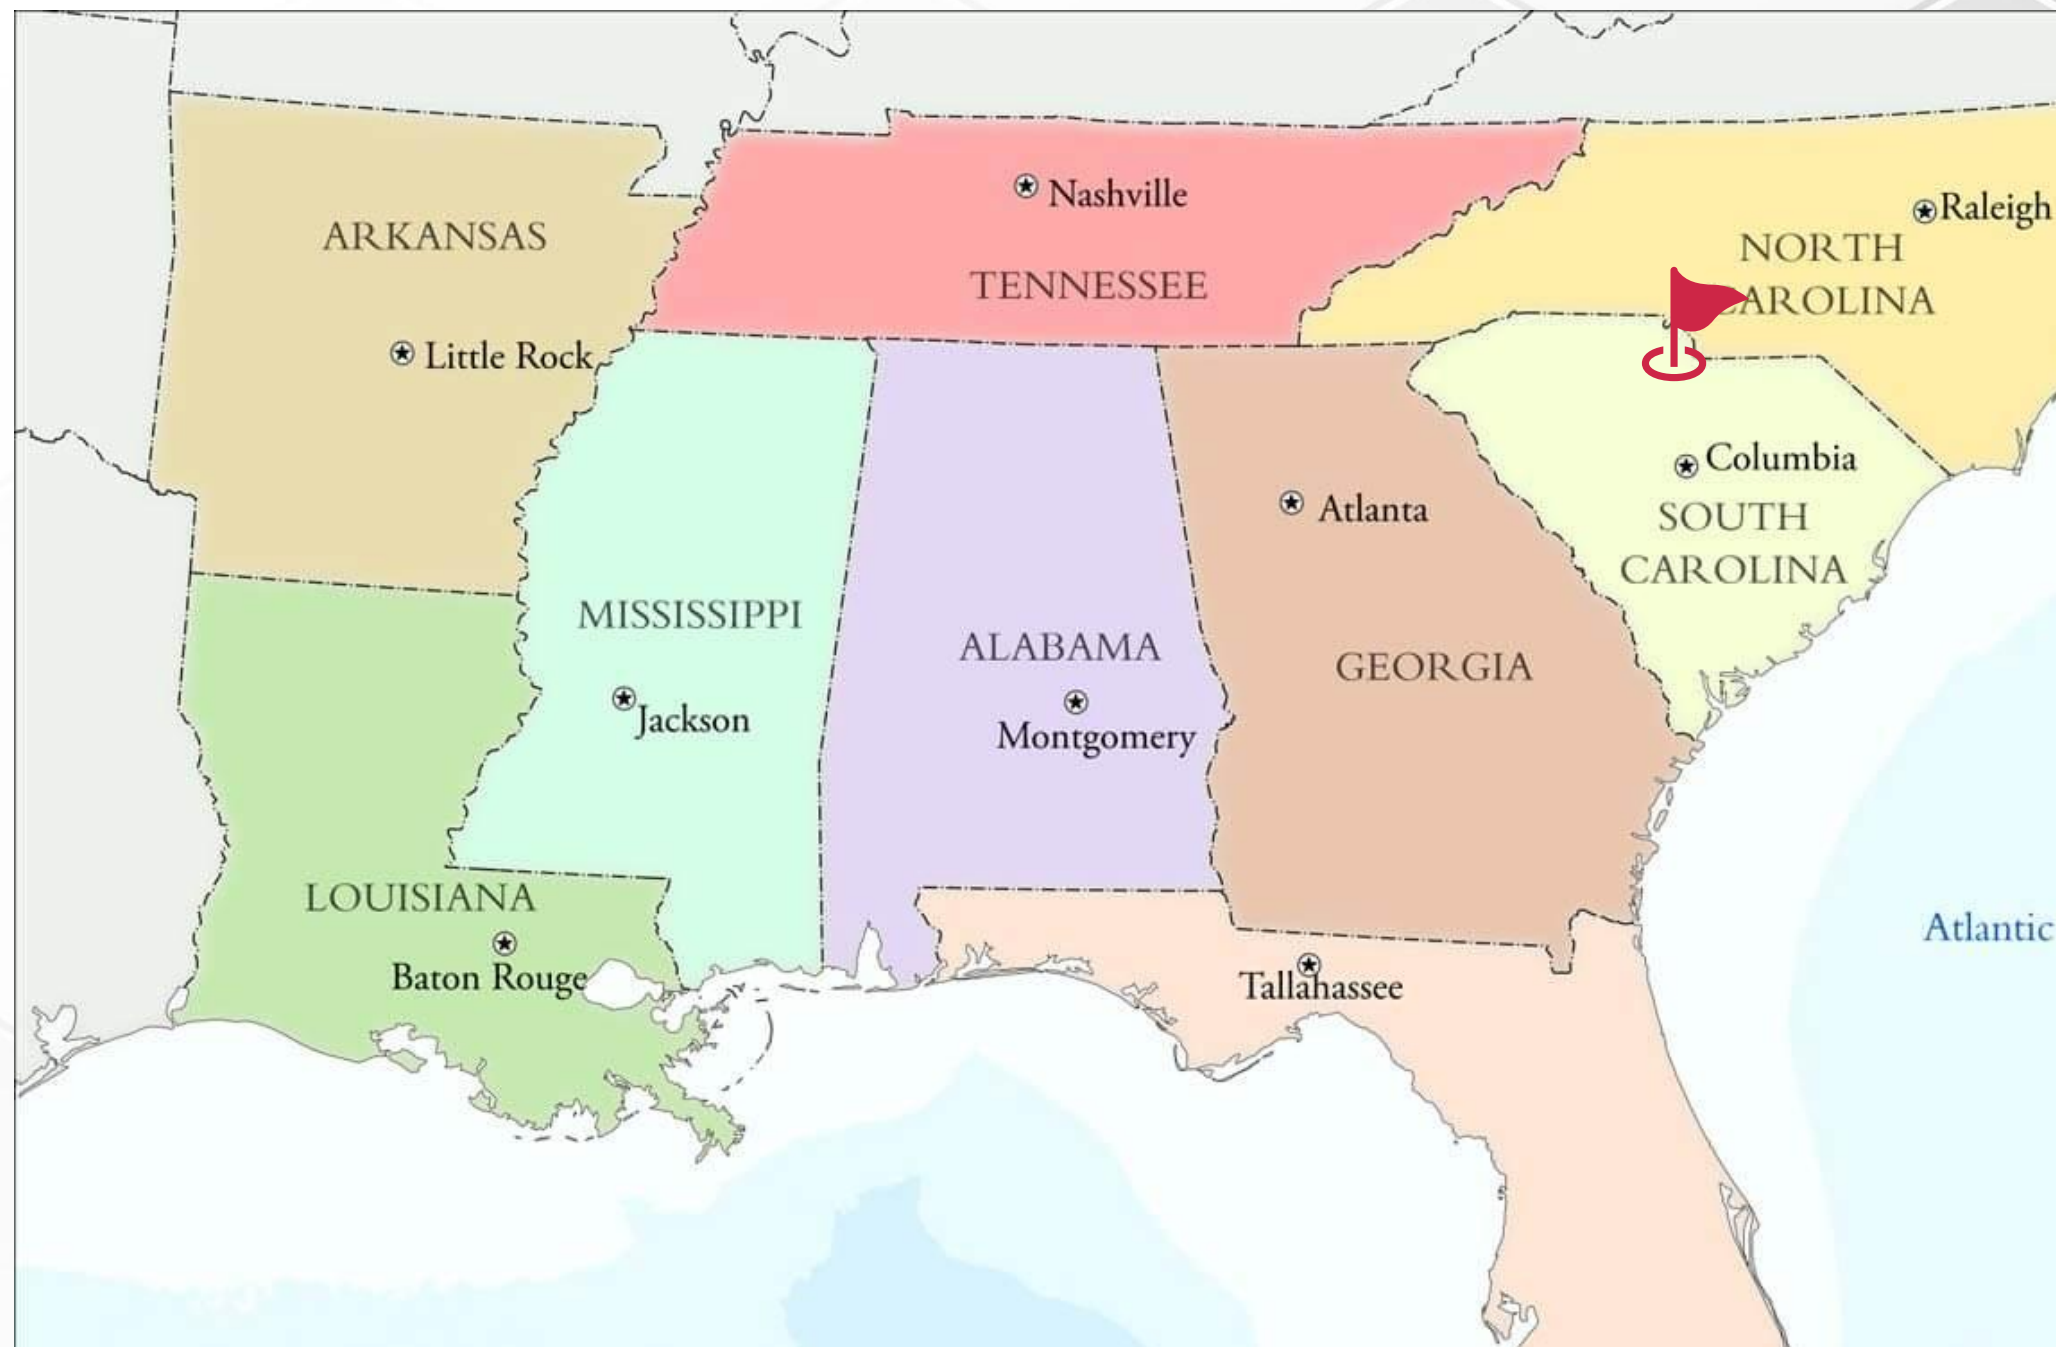 Nashville
Raleigh
ARKANSAS
NORTH
CAROLINA
TENNESSEE
Little Rock
Columbia
Atlanta
SOUTH
CAROLINA
MISSISSIPPI
ALABAMA
GEORGIA
Jackson
Montgomery
LOUISIANA
Atlantic
Baton Rouge
Tallahassee